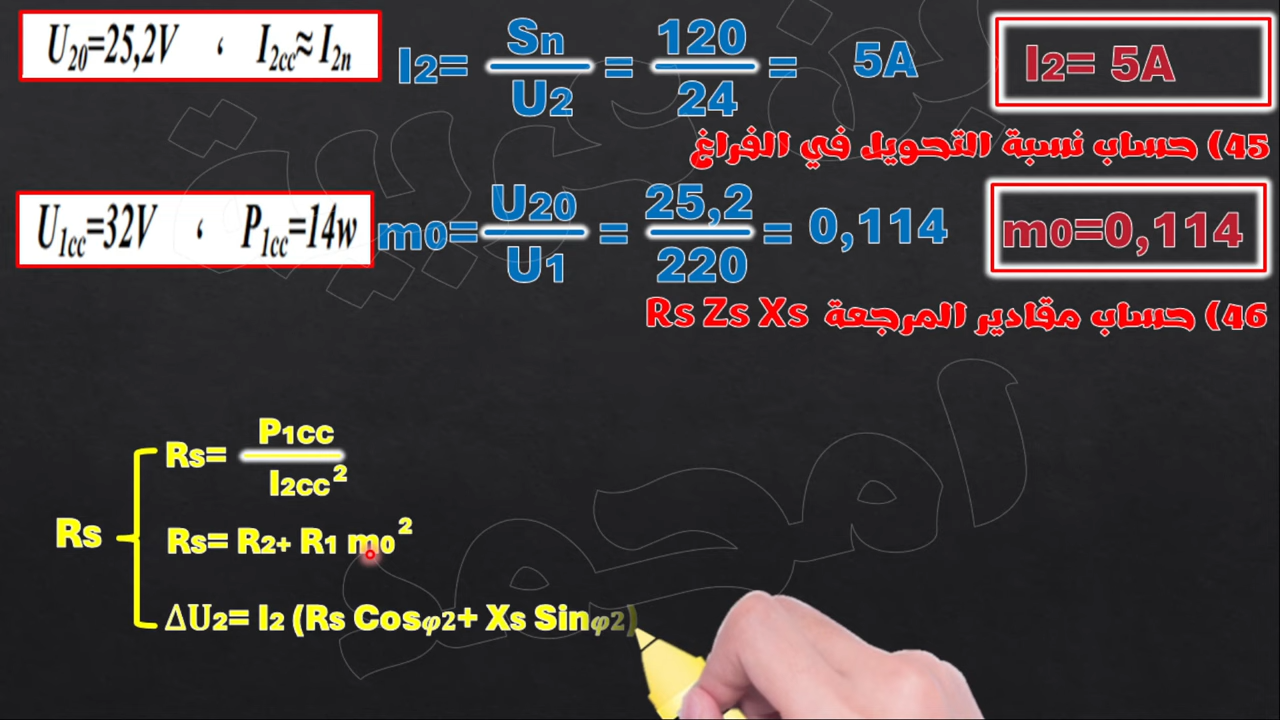 U20=25,2V ، I2cc≈ I2n
I2= Sn / U2 = 120 / 24 = 5A
I2= 5A
45) حساب نسبة التحويل في الفراغ
U1cc=32V ، P1cc=14w
m0= U20 / U1 = 25,2 / 220 = 0,114
m0=0,114
46) حساب مقادير المرجعة Rs Zs Xs
Rs= P1cc / I2cc²
Rs
Rs= R2+ R1 m0²
ΔU2= I2 (Rs Cosφ2+ Xs Sinφ2)